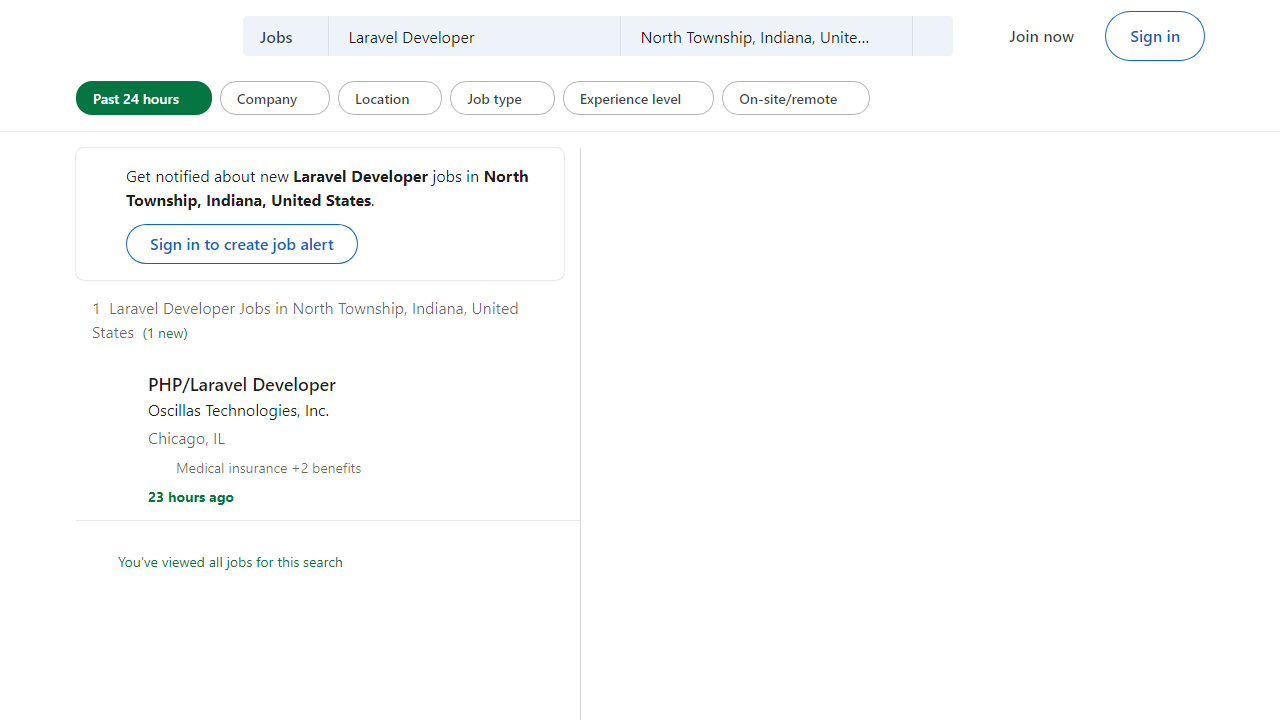 Jobs
Laravel Developer
North Township, Indiana, Unite...
Join now
Sign in
Past 24 hours
Company
Location
Job type
Experience level
On-site/remote
Get notified about new Laravel Developer jobs in North
Township, Indiana, United States.
Sign in to create job alert
1 Laravel Developer Jobs in North Township, Indiana, United
States (1 new)
PHP/Laravel Developer
Oscillas Technologies, Inc.
Chicago, IL
Medical insurance +2 benefits
23 hours ago
You've viewed all jobs for this search